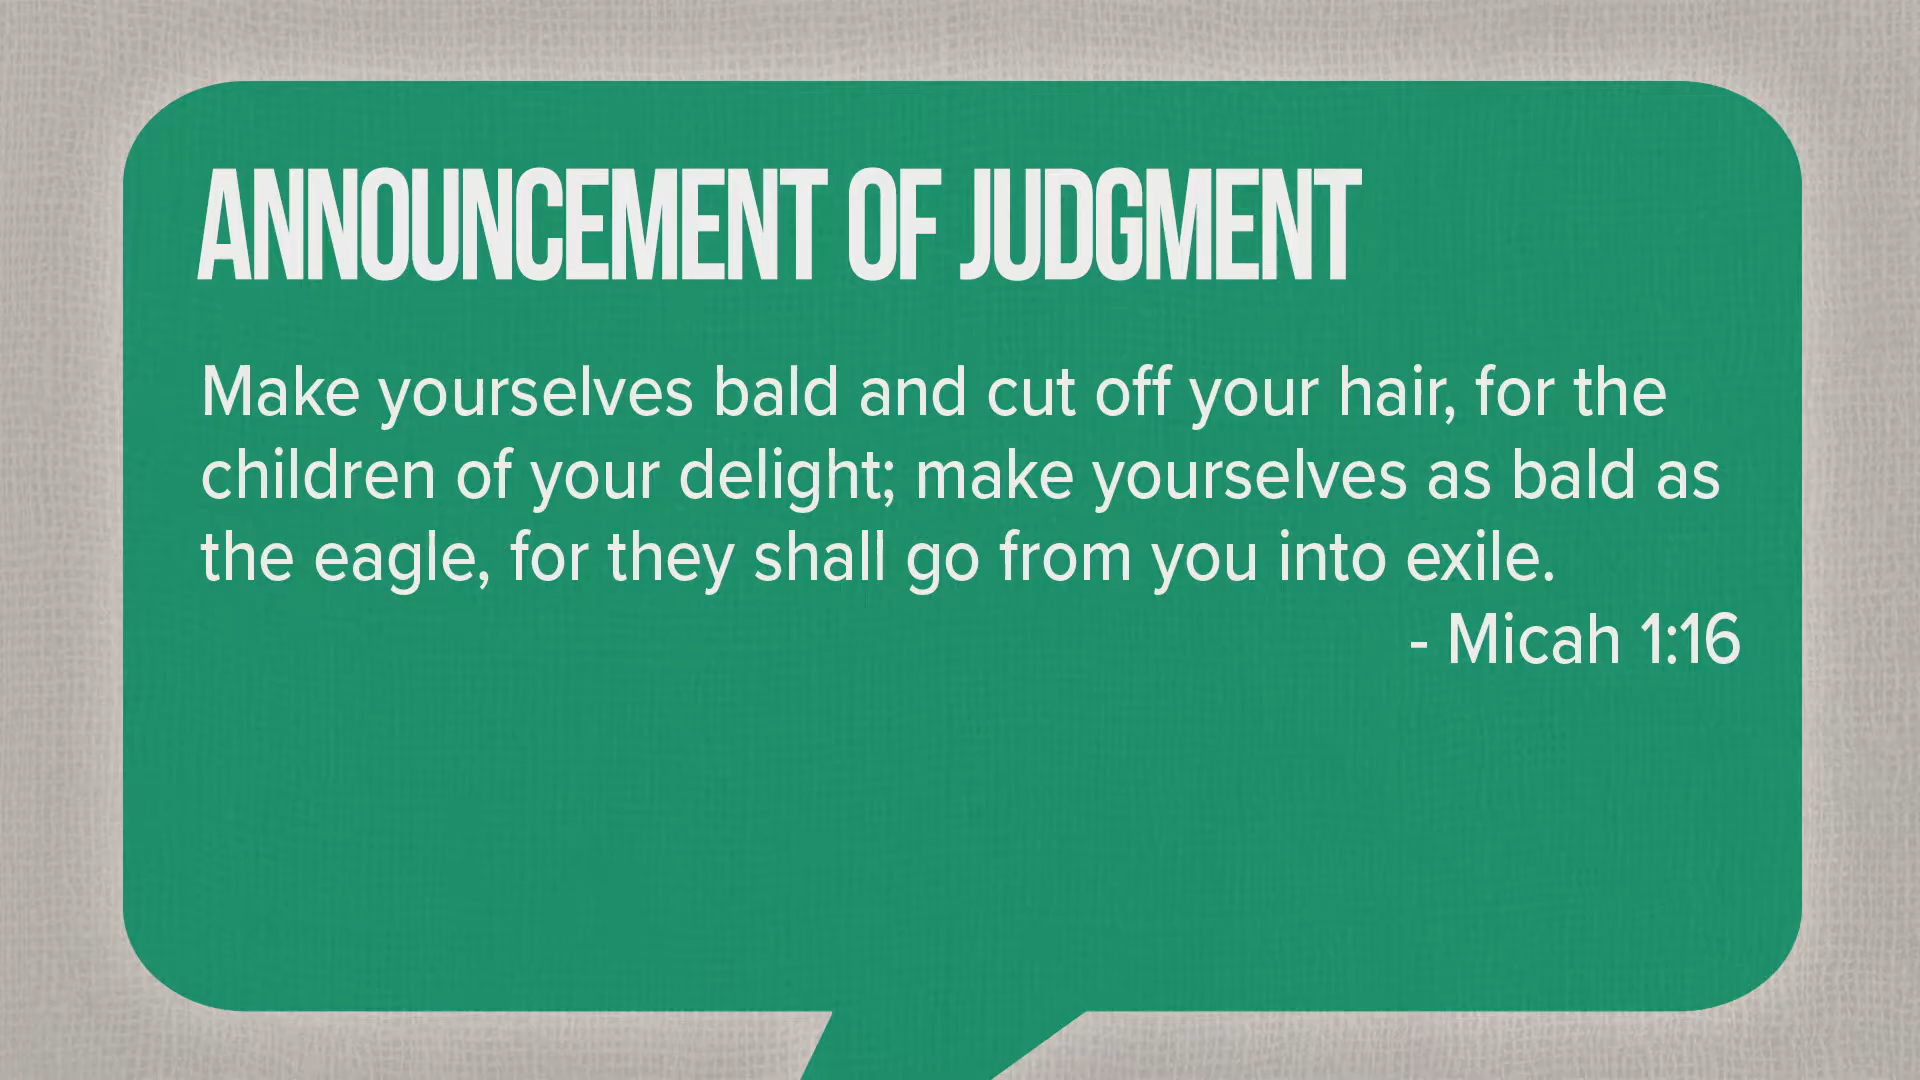 ANNOUNCEMENT OF JUDGMENT
Make yourselves bald and cut off your hair, for the
children of your delight; make yourselves as bald as
the eagle, for they shall go from you into exile.
- Micah 1:16